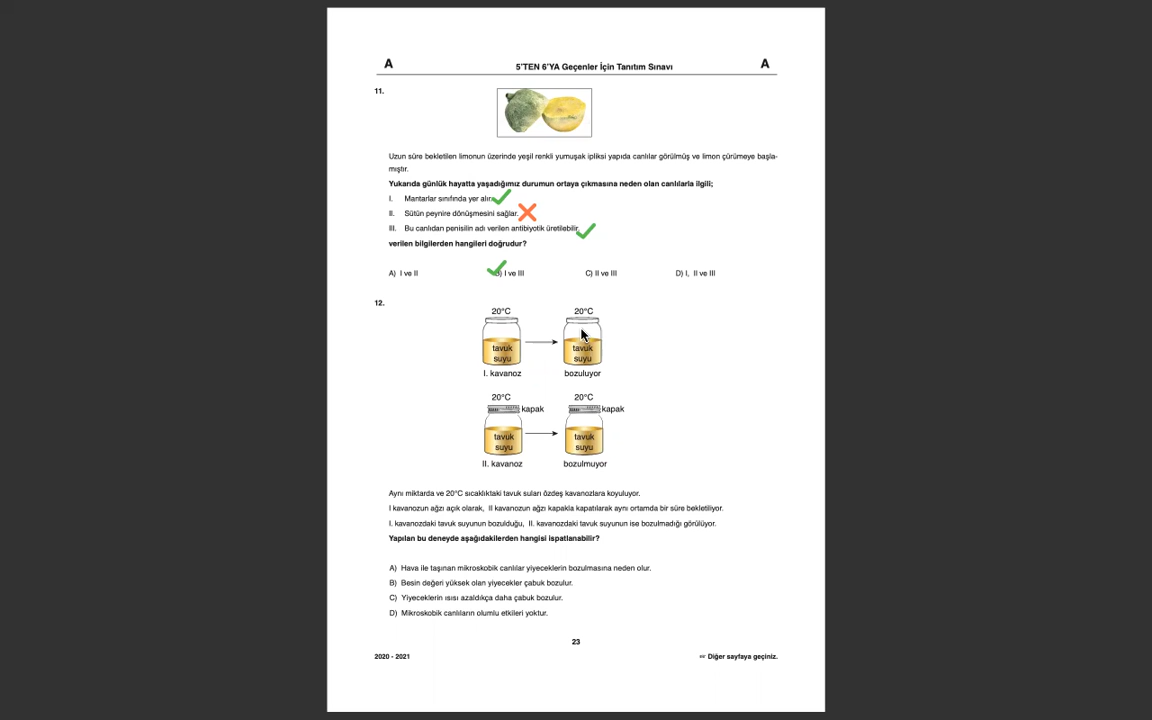 A 5'TEN 6'YA Geçenler İçin Tanıtım Sınavı A
11.
Uzun süre bekletilen limonun üzerinde yeşil renkli yumuşak ipliksi yapıda canlılar görülmüş ve limon çürümeye başla-
mıştır.
Yukarıda günlük hayatta yaşadığımız durumun ortaya çıkmasına neden olan canlılarla ilgili;
I. Mantarlar sınıfında yer alır.
II. Sütün peynire dönüşmesini sağlar.
III. Bu canlıdan penisilin adı verilen antibiyotik üretilebilir.
verilen bilgilerden hangileri doğrudur?
A) I ve II B) I ve III C) II ve III D) I, II ve III
12.
20°C 20°C
tavuk tavuk
suyu suyu
I. kavanoz bozuluyor
20°C 20°C
kapak kapak
tavuk tavuk
suyu suyu
II. kavanoz bozulmuyor
Aynı miktarda ve 20°C sıcaklıktaki tavuk suları özdeş kavanozlara koyuluyor.
I kavanozun ağzı açık olarak, II kavanozun ağzı kapakla kapatılarak aynı ortamda bir süre bekletiliyor.
I. kavanozdaki tavuk suyunun bozulduğu, II. kavanozdaki tavuk suyunun ise bozulmadığı görülüyor.
Yapılan bu deneyde aşağıdakilerden hangisi ispatlanabilir?
A) Hava ile taşınan mikroskobik canlılar yiyeceklerin bozulmasına neden olur.
B) Besin değeri yüksek olan yiyecekler çabuk bozulur.
C) Yiyeceklerin ısısı azaldıkça daha çabuk bozulur.
D) Mikroskobik canlıların olumlu etkileri yoktur.
23
2020 - 2021 Diğer sayfaya geçiniz.